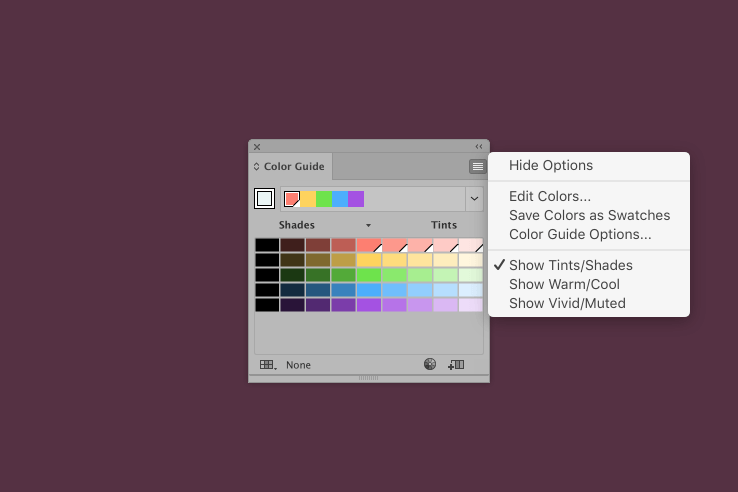 Color Guide
Shades
Tints
None
Hide Options
Edit Colors...
Save Colors as Swatches
Color Guide Options...
Show Tints/Shades
Show Warm/Cool
Show Vivid/Muted